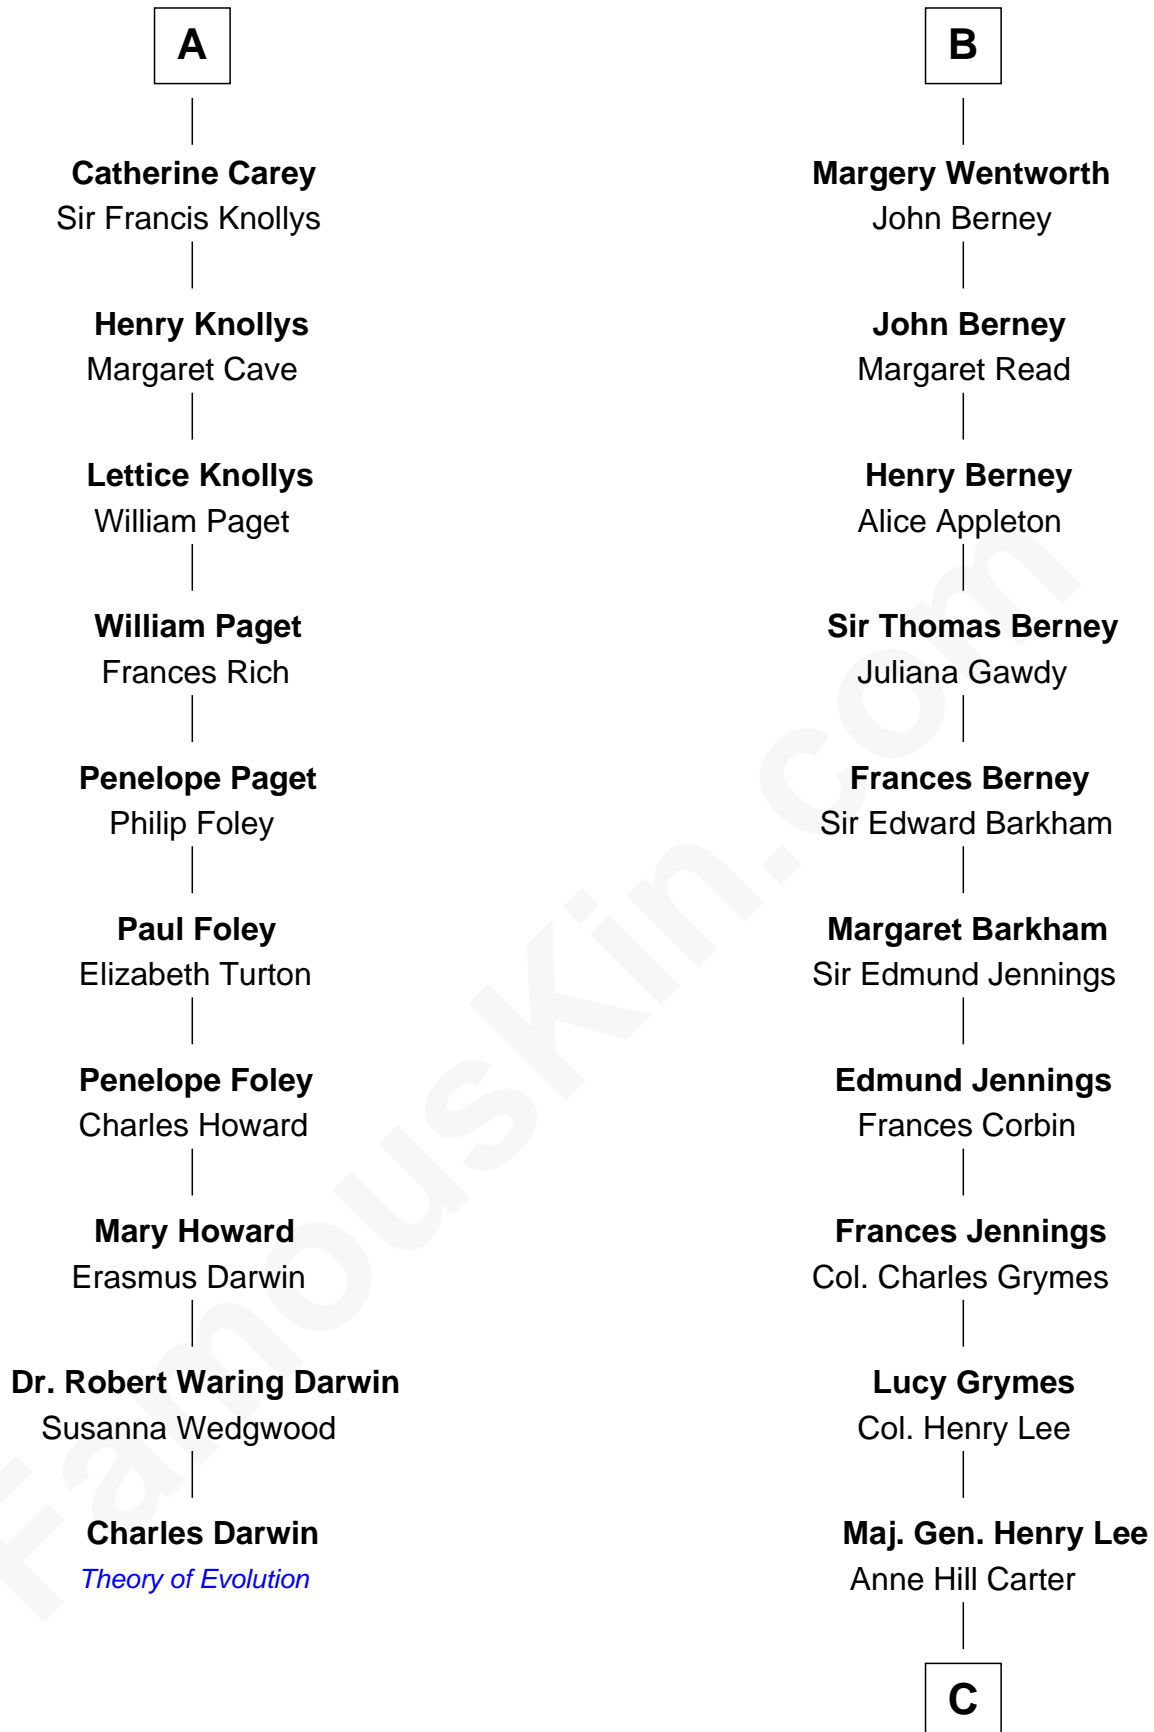 A
Catherine Carey
Sir Francis Knollys
Henry Knollys
Margaret Cave
Lettice Knollys
William Paget
William Paget
Frances Rich
Penelope Paget
Philip Foley
Paul Foley
Elizabeth Turton
Penelope Foley
Charles Howard
Mary Howard
Erasmus Darwin
Dr. Robert Waring Darwin
Susanna Wedgwood
Charles Darwin
Theory of Evolution
B
Margery Wentworth
John Berney
John Berney
Margaret Read
Henry Berney
Alice Appleton
Sir Thomas Berney
Juliana Gawdy
Frances Berney
Sir Edward Barkham
Margaret Barkham
Sir Edmund Jennings
Edmund Jennings
Frances Corbin
Frances Jennings
Col. Charles Grymes
Lucy Grymes
Col. Henry Lee
Maj. Gen. Henry Lee
Anne Hill Carter
C
FamousKin.com